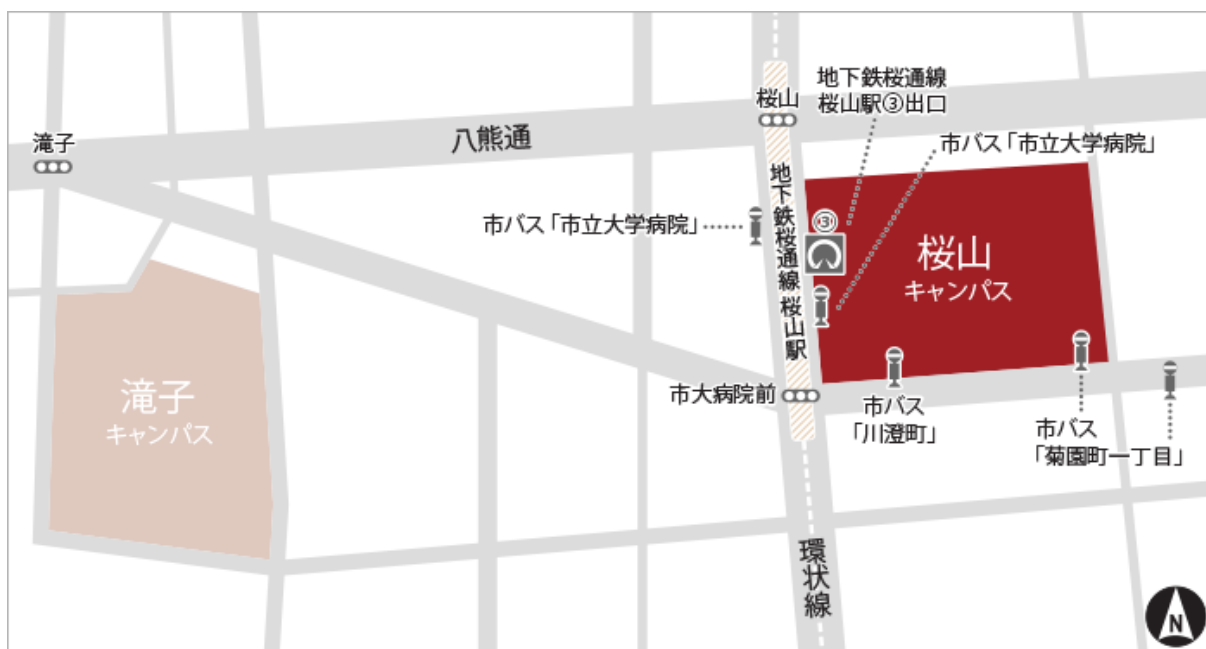 地下鉄桜通線
桜山駅③出口
桜山
市バス「市立大学病院」
滝子
八熊通
市バス「市立大学病院」
③
地下鉄桜通線 桜山駅
桜山
キャンパス
滝子
キャンパス
市大病院前
市バス
「川澄町」
市バス
「菊園町一丁目」
環状線
N